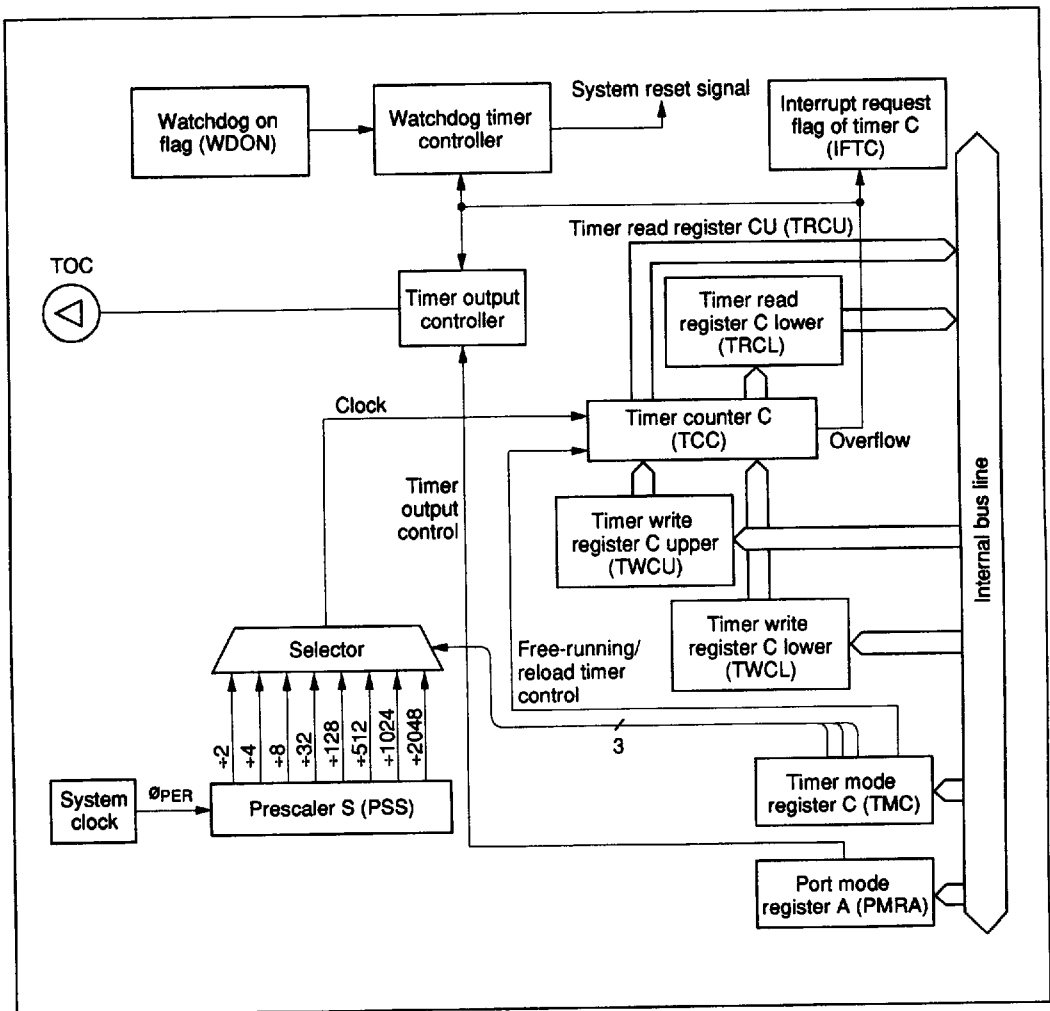 System reset signal
Watchdog on
flag (WDON)
Watchdog timer
controller
Interrupt request
flag of timer C
(IFTC)
Timer read register CU (TRCU)
TOC
Timer output
controller
Timer read
register C lower
(TRCL)
Clock
Timer counter C
(TCC)
Overflow
Timer
output
control
Timer write
register C upper
(TWCU)
Internal bus line
Timer write
register C lower
(TWCL)
Selector
Free-running/
reload timer
control
÷2
÷4
÷8
÷32
÷128
÷512
÷1024
÷2048
3
System
clock
øPER
Prescaler S (PSS)
Timer mode
register C (TMC)
Port mode
register A (PMRA)